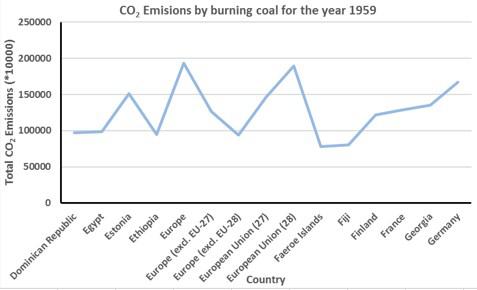 CO₂ Emisions by burning coal for the year 1959
Total CO₂ Emissions (*10000)
250000
200000
150000
100000
50000
0
Dominican Republic
Egypt
Estonia
Ethiopia
Europe
Europe (excl. EU-27)
Europe (excl. EU-28)
European Union (27)
European Union (28)
Faeroe Islands
Fiji
Finland
France
Georgia
Germany
Country